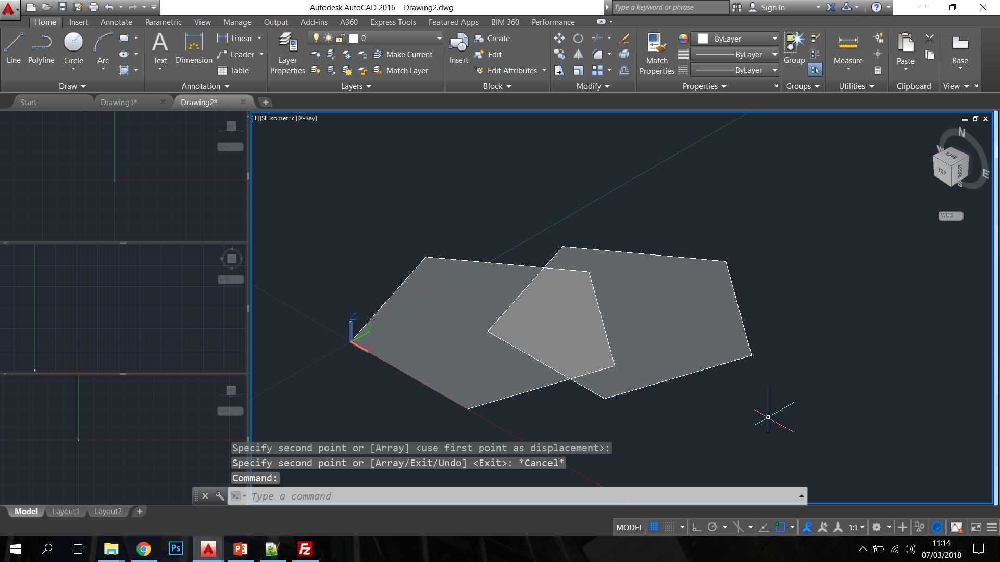 Autodesk AutoCAD 2016 Drawing2.dwg
Type a keyword or phrase
Sign In
Home Insert Annotate Parametric View Manage Output Add-ins A360 Express Tools Featured Apps BIM 360 Performance
Line Polyline Circle Arc
Text Dimension
Linear
Leader
Table
Layer Properties
0
Make Current
Match Layer
Insert
Create
Edit
Edit Attributes
Match Properties
ByLayer
ByLayer
ByLayer
Group
Measure
Paste
Base
Draw Annotation Layers Block Modify Properties Groups Utilities Clipboard View
Start Drawing1* Drawing2*
[+][SE Isometric][X-Ray]
N
W
E
S
BACK
TOP
RIGHT
WCS
N
W E
S
Z
Specify second point or [Array] <use first point as displacement>:
Specify second point or [Array/Exit/Undo] <Exit>: *Cancel*
Command:
Type a command
Model Layout1 Layout2
MODEL
1:1
Ps
Fz
11:14
07/03/2018